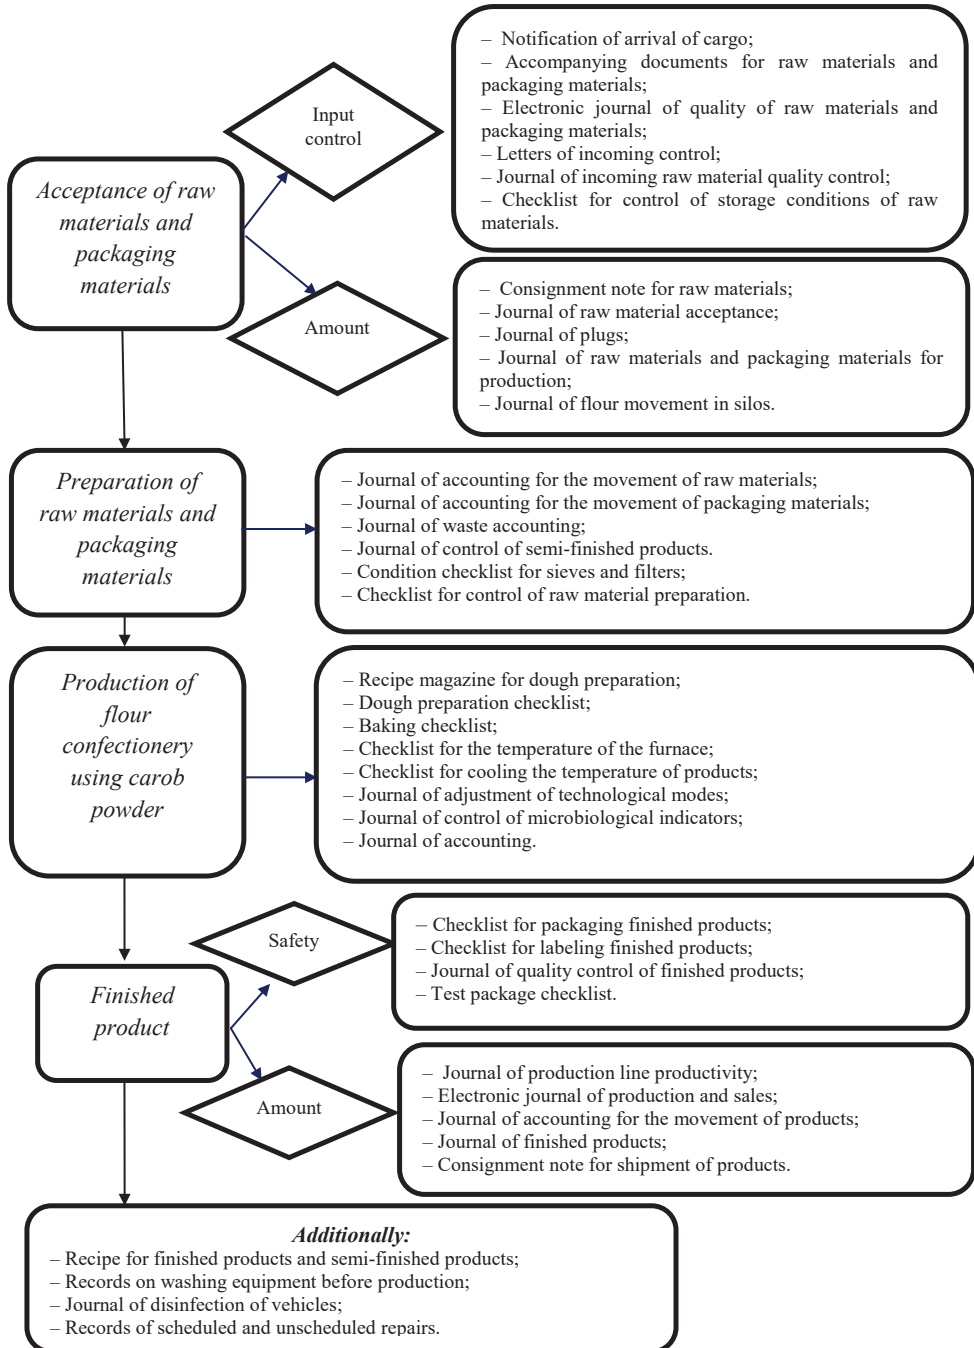 Acceptance of raw
materials and
packaging
materials
Input
control
– Notification of arrival of cargo;
– Accompanying documents for raw materials and
packaging materials;
– Electronic journal of quality of raw materials and
packaging materials;
– Letters of incoming control;
– Journal of incoming raw material quality control;
– Checklist for control of storage conditions of raw
materials.
Amount
– Consignment note for raw materials;
– Journal of raw material acceptance;
– Journal of plugs;
– Journal of raw materials and packaging materials for
production;
– Journal of flour movement in silos.
Preparation of
raw materials and
packaging
materials
– Journal of accounting for the movement of raw materials;
– Journal of accounting for the movement of packaging materials;
– Journal of waste accounting;
– Journal of control of semi-finished products.
– Condition checklist for sieves and filters;
– Checklist for control of raw material preparation.
Production of
flour
confectionery
using carob
powder
– Recipe magazine for dough preparation;
– Dough preparation checklist;
– Baking checklist;
– Checklist for the temperature of the furnace;
– Checklist for cooling the temperature of products;
– Journal of adjustment of technological modes;
– Journal of control of microbiological indicators;
– Journal of accounting.
Finished
product
Safety
– Checklist for packaging finished products;
– Checklist for labeling finished products;
– Journal of quality control of finished products;
– Test package checklist.
Amount
– Journal of production line productivity;
– Electronic journal of production and sales;
– Journal of accounting for the movement of products;
– Journal of finished products;
– Consignment note for shipment of products.
Additionally:
– Recipe for finished products and semi-finished products;
– Records on washing equipment before production;
– Journal of disinfection of vehicles;
– Records of scheduled and unscheduled repairs.